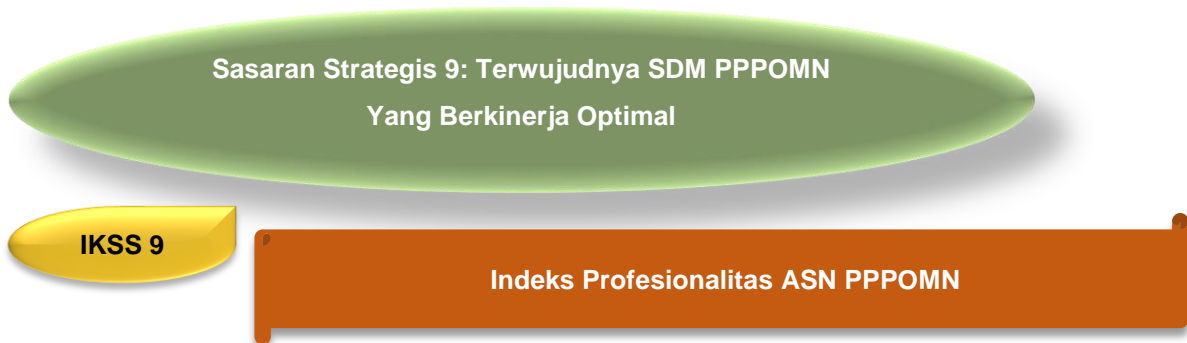 Sasaran Strategis 9: Terwujudnya SDM PPPOMN
Yang Berkinerja Optimal
IKSS 9
Indeks Profesionalitas ASN PPPOMN